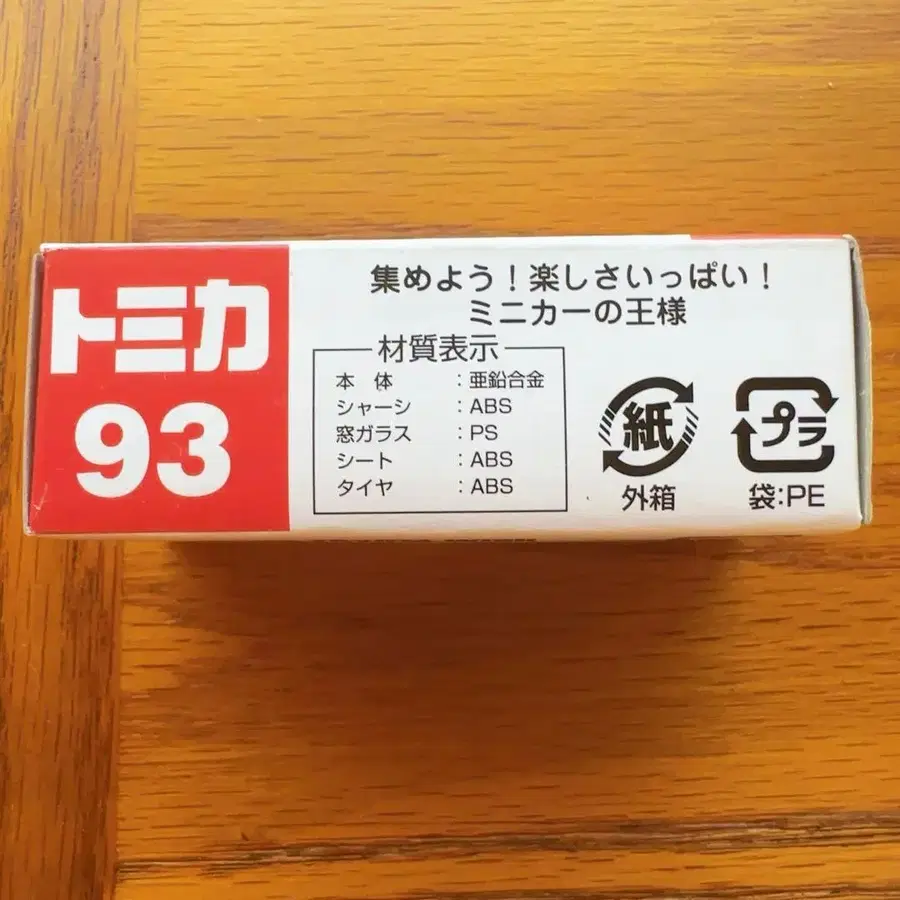 トミカ
93
集めよう!楽しさいっぱい!
ミニカーの王様
材質表示
本体 :亜鉛合金
シャーシ :ABS
窓ガラス :PS
シート :ABS
タイヤ :ABS
紙
外箱
プラ
袋:PE